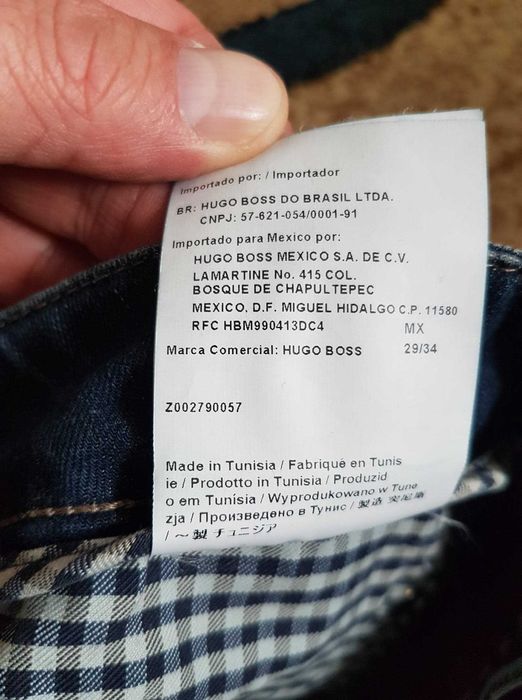 Importado por: / Importador
BR: HUGO BOSS DO BRASIL LTDA.
CNPJ: 57-621-054/0001-91
Importado para Mexico por:
HUGO BOSS MEXICO S.A. DE C.V.
LAMARTINE No. 415 COL.
BOSQUE DE CHAPULTEPEC
MEXICO, D.F. MIGUEL HIDALGO C.P. 11580
RFC HBM990413DC4 MX
Marca Comercial: HUGO BOSS 29/34
Z002790057
Made in Tunisia / Fabriqué en Tunis
ie / Prodotto in Tunisia / Produzid
o em Tunísia / Wyprodukowano w Tune
zja / Произведено в Тунис / 製造 突尼斯
/ ～製 チュニジア